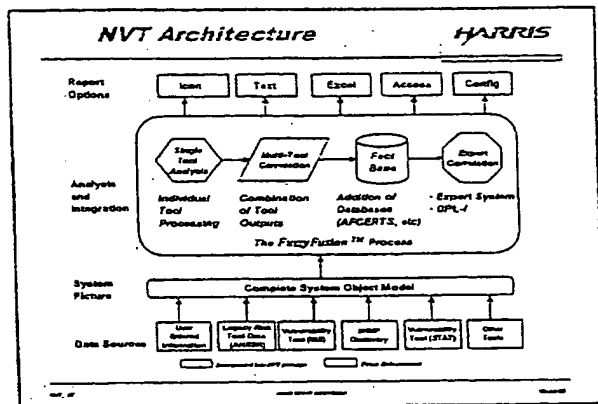 NVT Architecture
HARRIS
Report Options
Icon
Text
Excel
Access
Config
Analysis and Integration
Single Tool Analysis
Multi-Tool Correlation
Fact Base
Expert Correlation
Individual Tool Processing
Combination of Tool Outputs
Addition of Databases (AFCERTS, etc)
- Expert System
- DPL-f
The FuzzyFusion™ Process
System Picture
Complete System Object Model
Data Sources
User Entered Information
Legacy Risk Tool Data
Vulnerability Tool
Discovery
Vulnerability Tool (STAT)
Other Tools